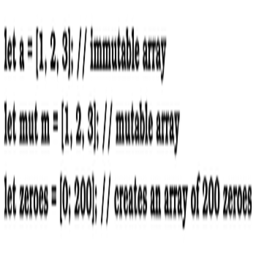 let a = [1, 2, 3]; // immutable array
let mut m = [1, 2, 3]; // mutable array
let zeroes = [0; 200]; // creates an array of 200 zeroes